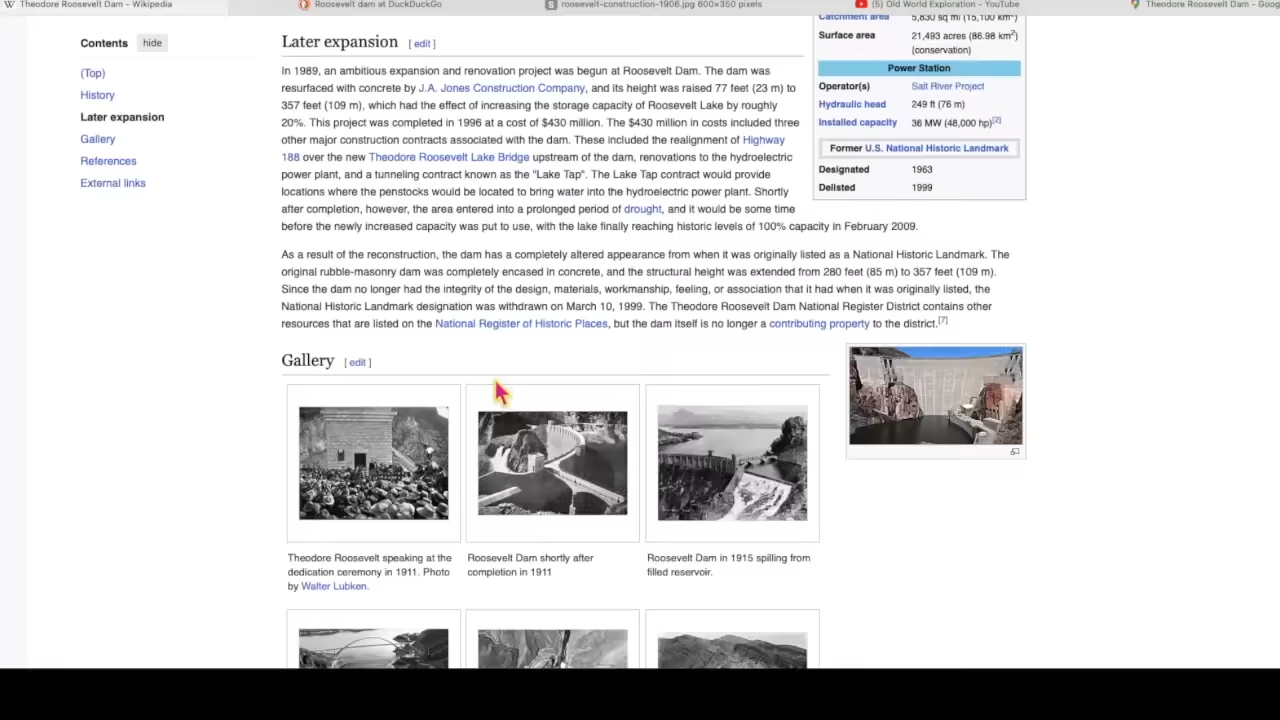 Theodore Roosevelt Dam - Wikipedia
Roosevelt dam at DuckDuckGo
roosevelt-construction-1906.jpg 600×350 pixels
(5) Old World Exploration - YouTube
Theodore Roosevelt Dam - Goog
Contents hide
(Top)
History
Later expansion
Gallery
References
External links
Later expansion [ edit ]
In 1989, an ambitious expansion and renovation project was begun at Roosevelt Dam. The dam was
resurfaced with concrete by J.A. Jones Construction Company, and its height was raised 77 feet (23 m) to
357 feet (109 m), which had the effect of increasing the storage capacity of Roosevelt Lake by roughly
20%. This project was completed in 1996 at a cost of $430 million. The $430 million in costs included three
other major construction contracts associated with the dam. These included the realignment of Highway
188 over the new Theodore Roosevelt Lake Bridge upstream of the dam, renovations to the hydroelectric
power plant, and a tunneling contract known as the "Lake Tap". The Lake Tap contract would provide
locations where the penstocks would be located to bring water into the hydroelectric power plant. Shortly
after completion, however, the area entered into a prolonged period of drought, and it would be some time
before the newly increased capacity was put to use, with the lake finally reaching historic levels of 100% capacity in February 2009.
As a result of the reconstruction, the dam has a completely altered appearance from when it was originally listed as a National Historic Landmark. The
original rubble-masonry dam was completely encased in concrete, and the structural height was extended from 280 feet (85 m) to 357 feet (109 m).
Since the dam no longer had the integrity of the design, materials, workmanship, feeling, or association that it had when it was originally listed, the
National Historic Landmark designation was withdrawn on March 10, 1999. The Theodore Roosevelt Dam National Register District contains other
resources that are listed on the National Register of Historic Places, but the dam itself is no longer a contributing property to the district.[7]
Catchment area 5,830 sq mi (15,100 km²)
Surface area 21,493 acres (86.98 km²)
(conservation)
Power Station
Operator(s) Salt River Project
Hydraulic head 249 ft (76 m)
Installed capacity 36 MW (48,000 hp)[2]
Former U.S. National Historic Landmark
Designated 1963
Delisted 1999
Gallery [ edit ]
Theodore Roosevelt speaking at the
dedication ceremony in 1911. Photo
by Walter Lubken.
Roosevelt Dam shortly after
completion in 1911
Roosevelt Dam in 1915 spilling from
filled reservoir.